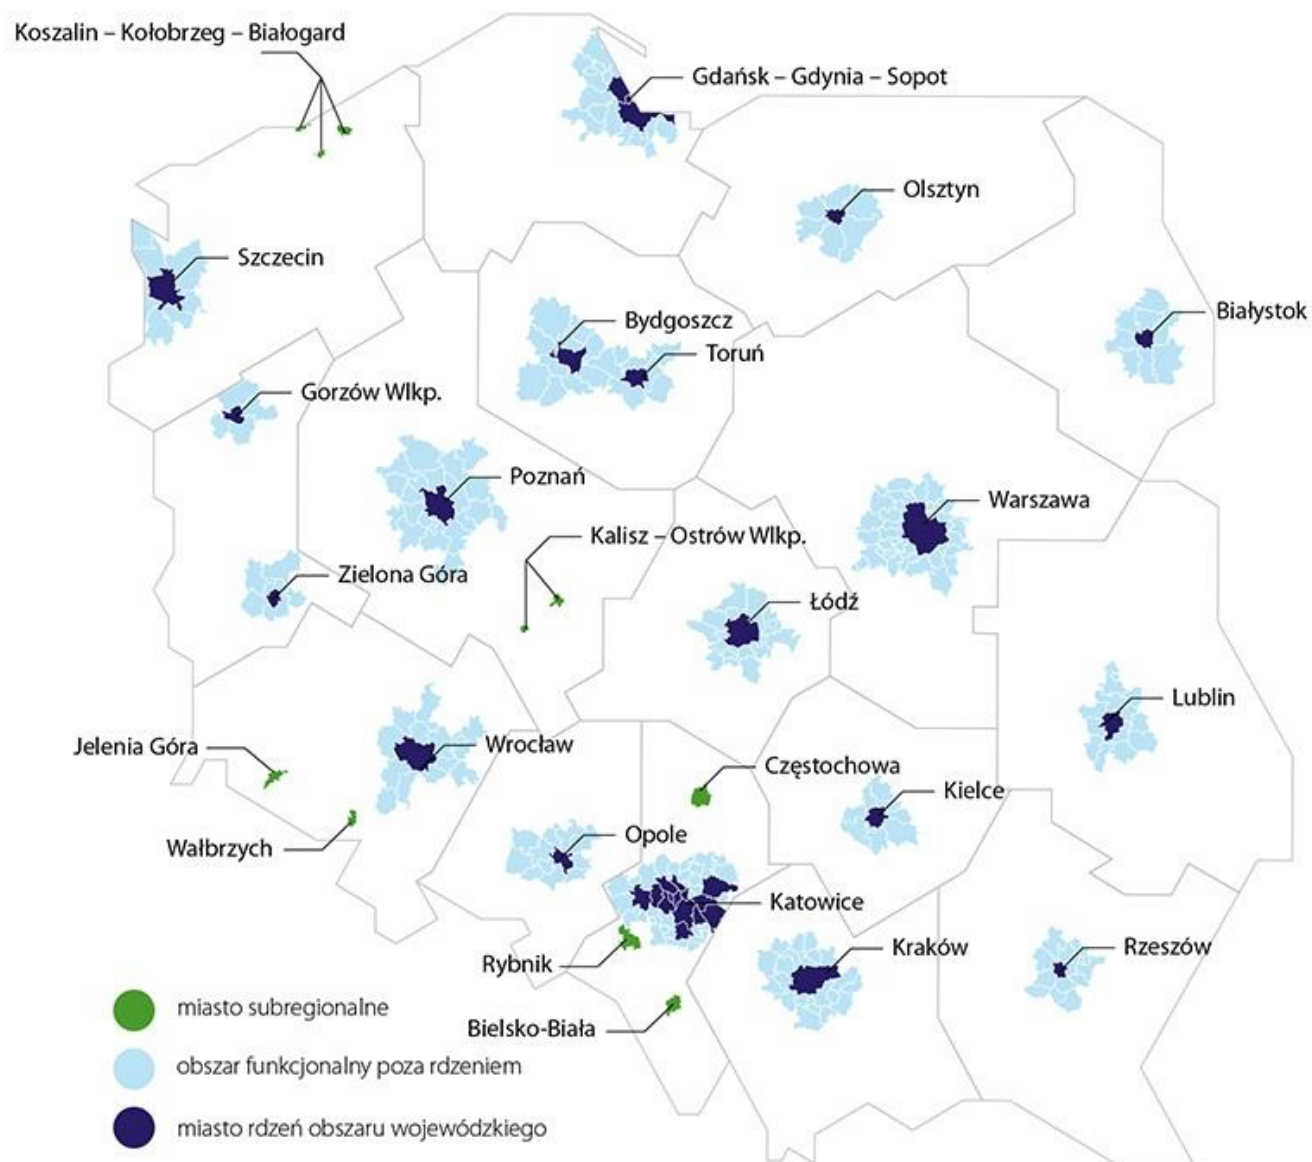 Koszalin – Kołobrzeg – Białogard
Gdańsk – Gdynia – Sopot
Olsztyn
Szczecin
Białystok
Bydgoszcz
Toruń
Gorzów Wlkp.
Poznań
Warszawa
Kalisz – Ostrów Wlkp.
Zielona Góra
Łódź
Lublin
Jelenia Góra
Wrocław
Częstochowa
Kielce
Wałbrzych
Opole
Katowice
Kraków
Rzeszów
Rybnik
Bielsko-Biała
miasto subregionalne
obszar funkcjonalny poza rdzeniem
miasto rdzeń obszaru wojewódzkiego